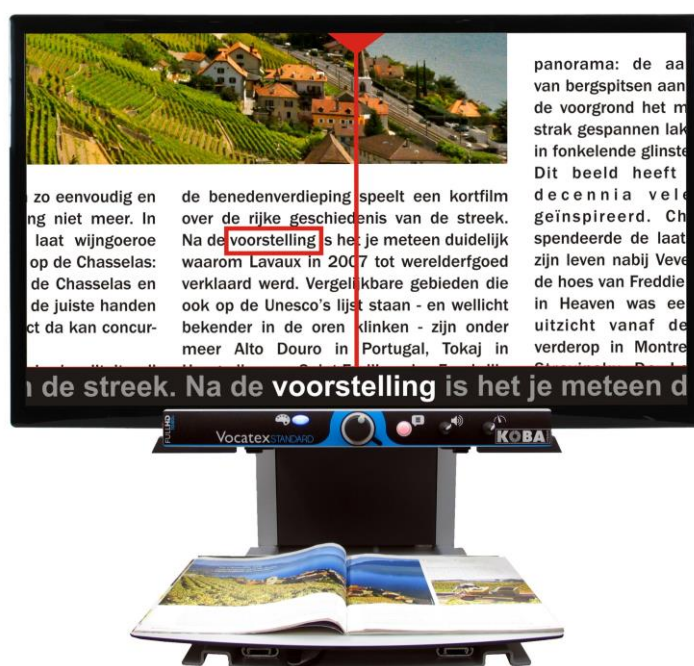 zo eenvoudig en
ng niet meer. In
laat wijngoeroe
op de Chasselas:
de Chasselas en
de juiste handen
ct da kan concur-
de benedenverdieping speelt een kortfilm
over de rijke geschiedenis van de streek.
Na de voorstelling is het je meteen duidelijk
waarom Lavaux in 2007 tot werelderfgoed
verklaard werd. Vergelijkbare gebieden die
ook op de Unesco's lijst staan - en wellicht
bekender in de oren klinken - zijn onder
meer Alto Douro in Portugal, Tokaj in
panorama: de aa
van bergspitsen aan
de voorgrond het m
strak gespannen lak
in fonkelende glinste
Dit beeld heeft
decennia vele
geïnspireerd. Ch
spendeerde de laat
zijn leven nabij Veve
de hoes van Freddie
in Heaven was ee
uitzicht vanaf de
verderop in Montre
n de streek. Na de voorstelling is het je meteen d
FULL HD
Vocatex STANDARD
KOBA